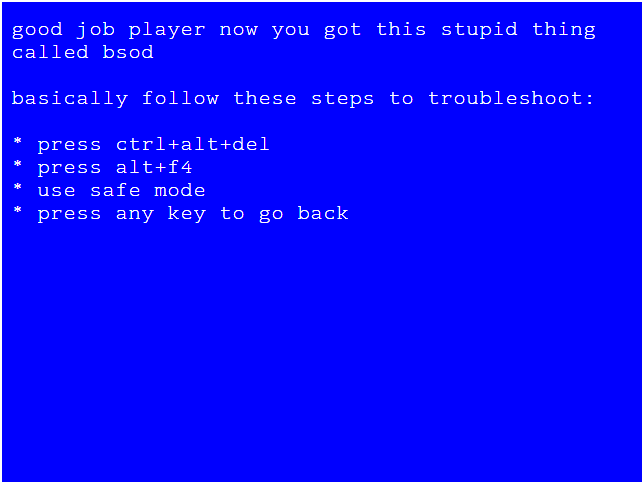 good job player now you got this stupid thing
called bsod
basically follow these steps to troubleshoot:
* press ctrl+alt+del
* press alt+f4
* use safe mode
* press any key to go back